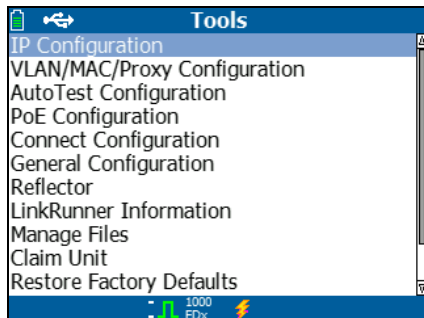 Tools
IP Configuration
VLAN/MAC/Proxy Configuration
AutoTest Configuration
PoE Configuration
Connect Configuration
General Configuration
Reflector
LinkRunner Information
Manage Files
Claim Unit
Restore Factory Defaults
1000
FDx